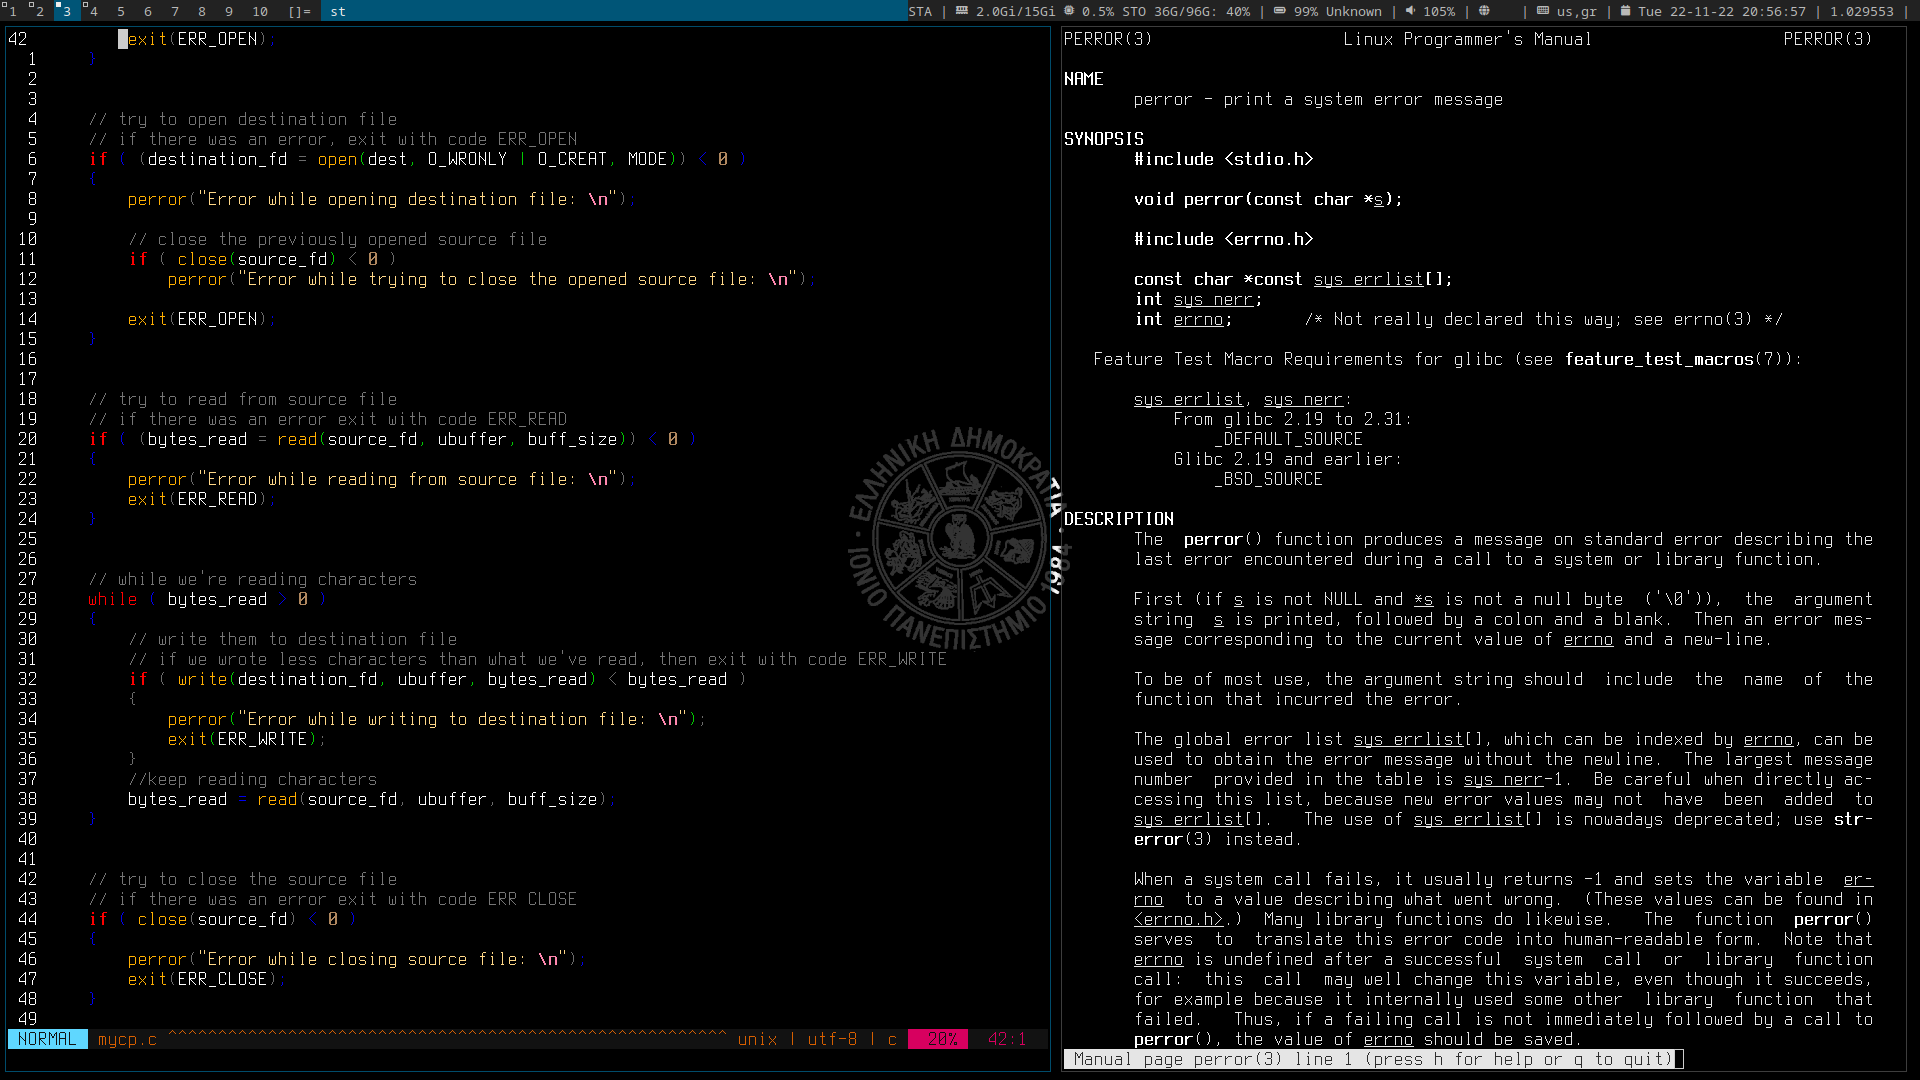 1 2 3 4 5 6 7 8 9 10 []= st STA | 2.0Gi/15Gi 0.5% STO 36G/96G: 40% | 99% Unknown | 105% | | us,gr | Tue 22-11-22 20:56:57 | 1.029553 |
42 exit(ERR_OPEN);
1 }
2
3
4 // try to open destination file
5 // if there was an error, exit with code ERR_OPEN
6 if ( (destination_fd = open(dest, O_WRONLY | O_CREAT, MODE)) < 0 )
7 {
8 perror("Error while opening destination file: \n");
9
10 // close the previously opened source file
11 if ( close(source_fd) < 0 )
12 perror("Error while trying to close the opened source file: \n");
13
14 exit(ERR_OPEN);
15 }
16
17
18 // try to read from source file
19 // if there was an error exit with code ERR_READ
20 if ( (bytes_read = read(source_fd, ubuffer, buff_size)) < 0 )
21 {
22 perror("Error while reading from source file: \n");
23 exit(ERR_READ);
24 }
25
26
27 // while we're reading characters
28 while ( bytes_read > 0 )
29 {
30 // write them to destination file
31 // if we wrote less characters than what we've read, then exit with code ERR_WRITE
32 if ( write(destination_fd, ubuffer, bytes_read) < bytes_read )
33 {
34 perror("Error while writing to destination file: \n");
35 exit(ERR_WRITE);
36 }
37 //keep reading characters
38 bytes_read = read(source_fd, ubuffer, buff_size);
39 }
40
41
42 // try to close the source file
43 // if there was an error exit with code ERR CLOSE
44 if ( close(source_fd) < 0 )
45 {
46 perror("Error while closing source file: \n");
47 exit(ERR_CLOSE);
48 }
49
NORMAL mycp.c ^^^^^^^^^^^^^^^^^^^^^^^^^^^^^^^^^^^^^^^^^^^^^^^^^^^^^^^^ unix | utf-8 | c 20% 42:1
ΕΛΛΗΝΙΚΗ ΔΗΜΟΚΡΑΤΙΑ · ΙΟΝΙΟ ΠΑΝΕΠΙΣΤΗΜΙΟ 1984
PERROR(3) Linux Programmer's Manual PERROR(3)
NAME
perror - print a system error message
SYNOPSIS
#include <stdio.h>
void perror(const char *s);
#include <errno.h>
const char *const sys_errlist[];
int sys_nerr;
int errno; /* Not really declared this way; see errno(3) */
Feature Test Macro Requirements for glibc (see feature_test_macros(7)):
sys_errlist, sys_nerr:
From glibc 2.19 to 2.31:
_DEFAULT_SOURCE
Glibc 2.19 and earlier:
_BSD_SOURCE
DESCRIPTION
The perror() function produces a message on standard error describing the
last error encountered during a call to a system or library function.
First (if s is not NULL and *s is not a null byte ('\0')), the argument
string s is printed, followed by a colon and a blank. Then an error mes-
sage corresponding to the current value of errno and a new-line.
To be of most use, the argument string should include the name of the
function that incurred the error.
The global error list sys_errlist[], which can be indexed by errno, can be
used to obtain the error message without the newline. The largest message
number provided in the table is sys_nerr-1. Be careful when directly ac-
cessing this list, because new error values may not have been added to
sys_errlist[]. The use of sys_errlist[] is nowadays deprecated; use str-
error(3) instead.
When a system call fails, it usually returns -1 and sets the variable er-
rno to a value describing what went wrong. (These values can be found in
<errno.h>.) Many library functions do likewise. The function perror()
serves to translate this error code into human-readable form. Note that
errno is undefined after a successful system call or library function
call: this call may well change this variable, even though it succeeds,
for example because it internally used some other library function that
failed. Thus, if a failing call is not immediately followed by a call to
perror(), the value of errno should be saved.
Manual page perror(3) line 1 (press h for help or q to quit)